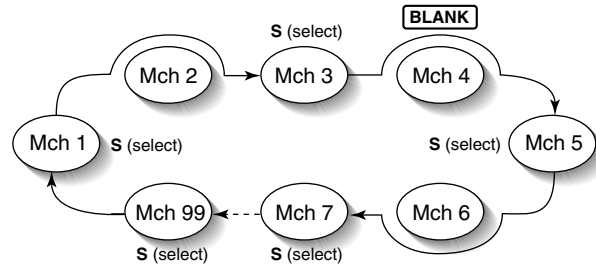 BLANK
S (select)
Mch 2
Mch 3
Mch 4
Mch 1
S (select)
S (select)
Mch 5
Mch 99
Mch 7
Mch 6
S (select)
S (select)